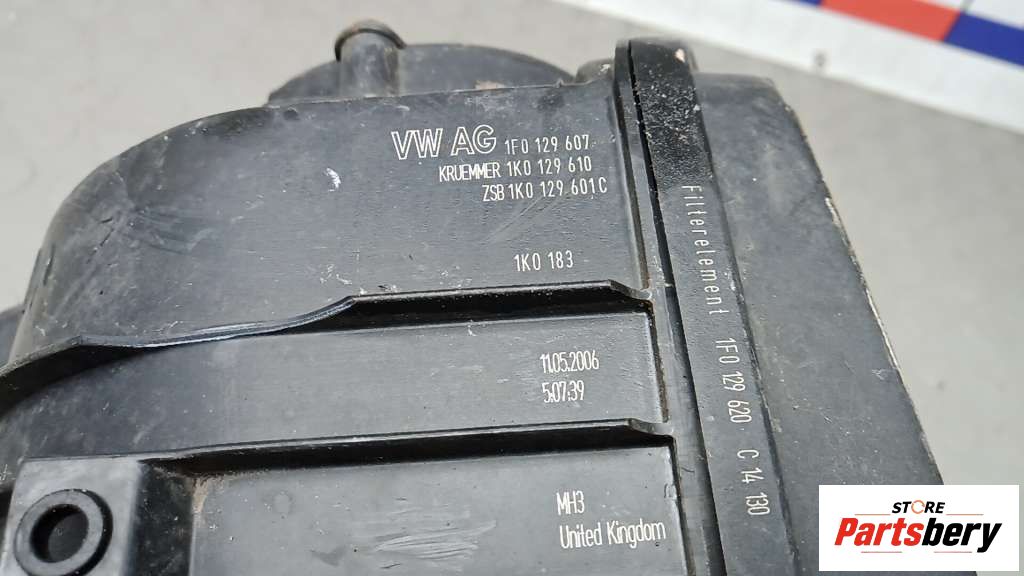 VW AG 1F0 129 607
KRUEMMER 1K0 129 610
ZSB 1K0 129 601 C
1K0 183
11.05.2006
5:07:39
MH3
United Kingdom
Filterelement 1F0 129 620 C 14 130
STORE
Partsbery